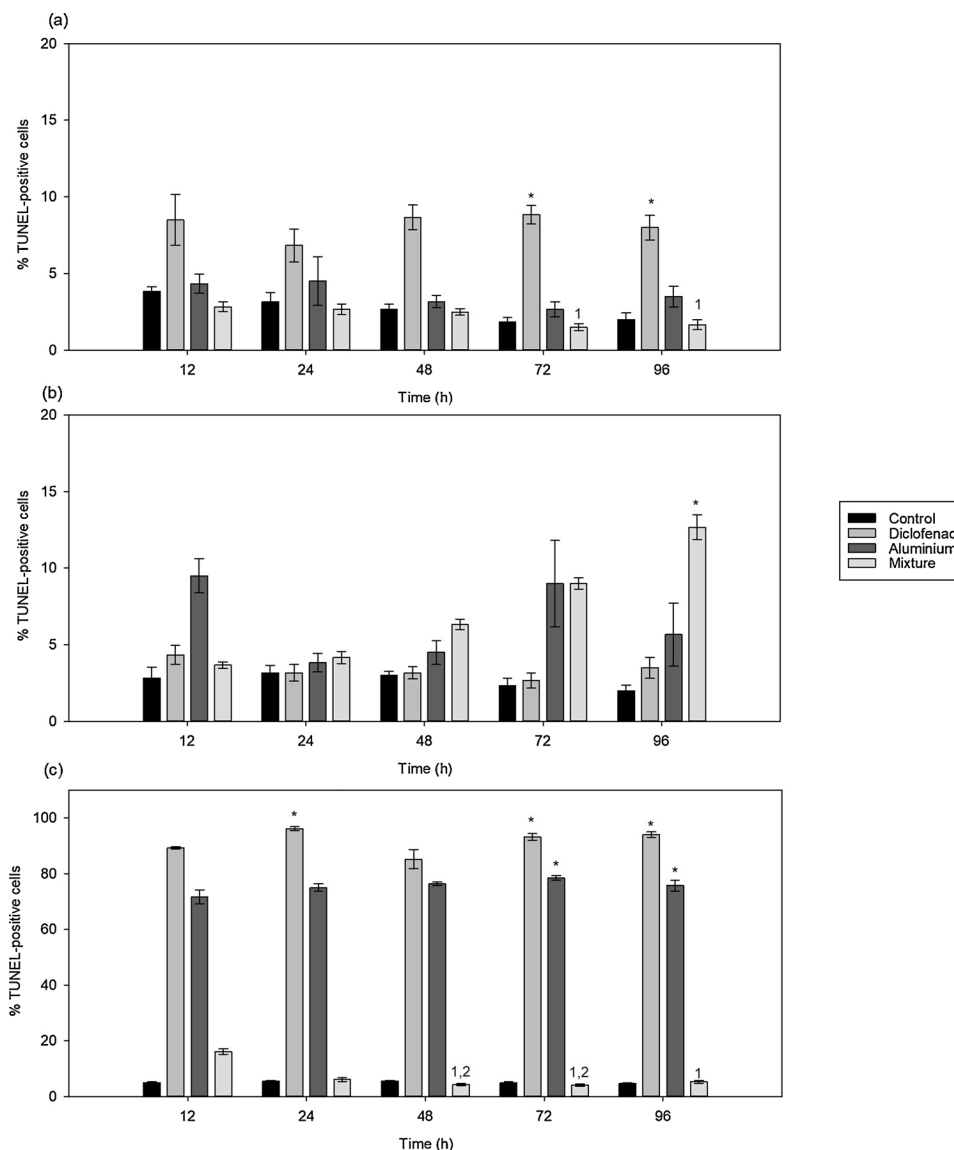 (a)
20
15
10
5
0
% TUNEL-positive cells
* *
1 1
12 24 48 72 96
Time (h)
(b)
20
15
10
5
0
% TUNEL-positive cells
*
12 24 48 72 96
Time (h)
Control
Diclofenac
Aluminium
Mixture
(c)
100
80
60
40
20
0
% TUNEL-positive cells
* * *
* *
1,2 1,2 1
12 24 48 72 96
Time (h)